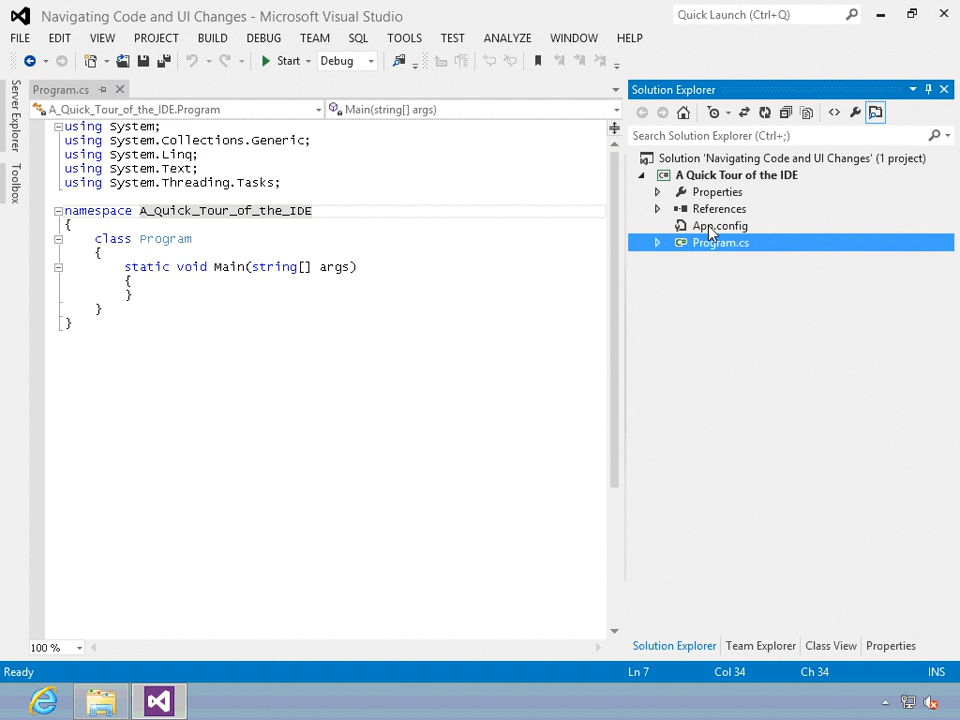 Navigating Code and UI Changes - Microsoft Visual Studio
Quick Launch (Ctrl+Q)
FILE EDIT VIEW PROJECT BUILD DEBUG TEAM SQL TOOLS TEST ANALYZE WINDOW HELP
Start Debug
Server Explorer
Toolbox
Program.cs
A_Quick_Tour_of_the_IDE.Program
Main(string[] args)
using System;
using System.Collections.Generic;
using System.Linq;
using System.Text;
using System.Threading.Tasks;
namespace A_Quick_Tour_of_the_IDE
{
class Program
{
static void Main(string[] args)
{
}
}
}
100 %
Solution Explorer
Search Solution Explorer (Ctrl+;)
Solution 'Navigating Code and UI Changes' (1 project)
A Quick Tour of the IDE
Properties
References
App.config
Program.cs
Solution Explorer Team Explorer Class View Properties
Ready Ln 7 Col 34 Ch 34 INS